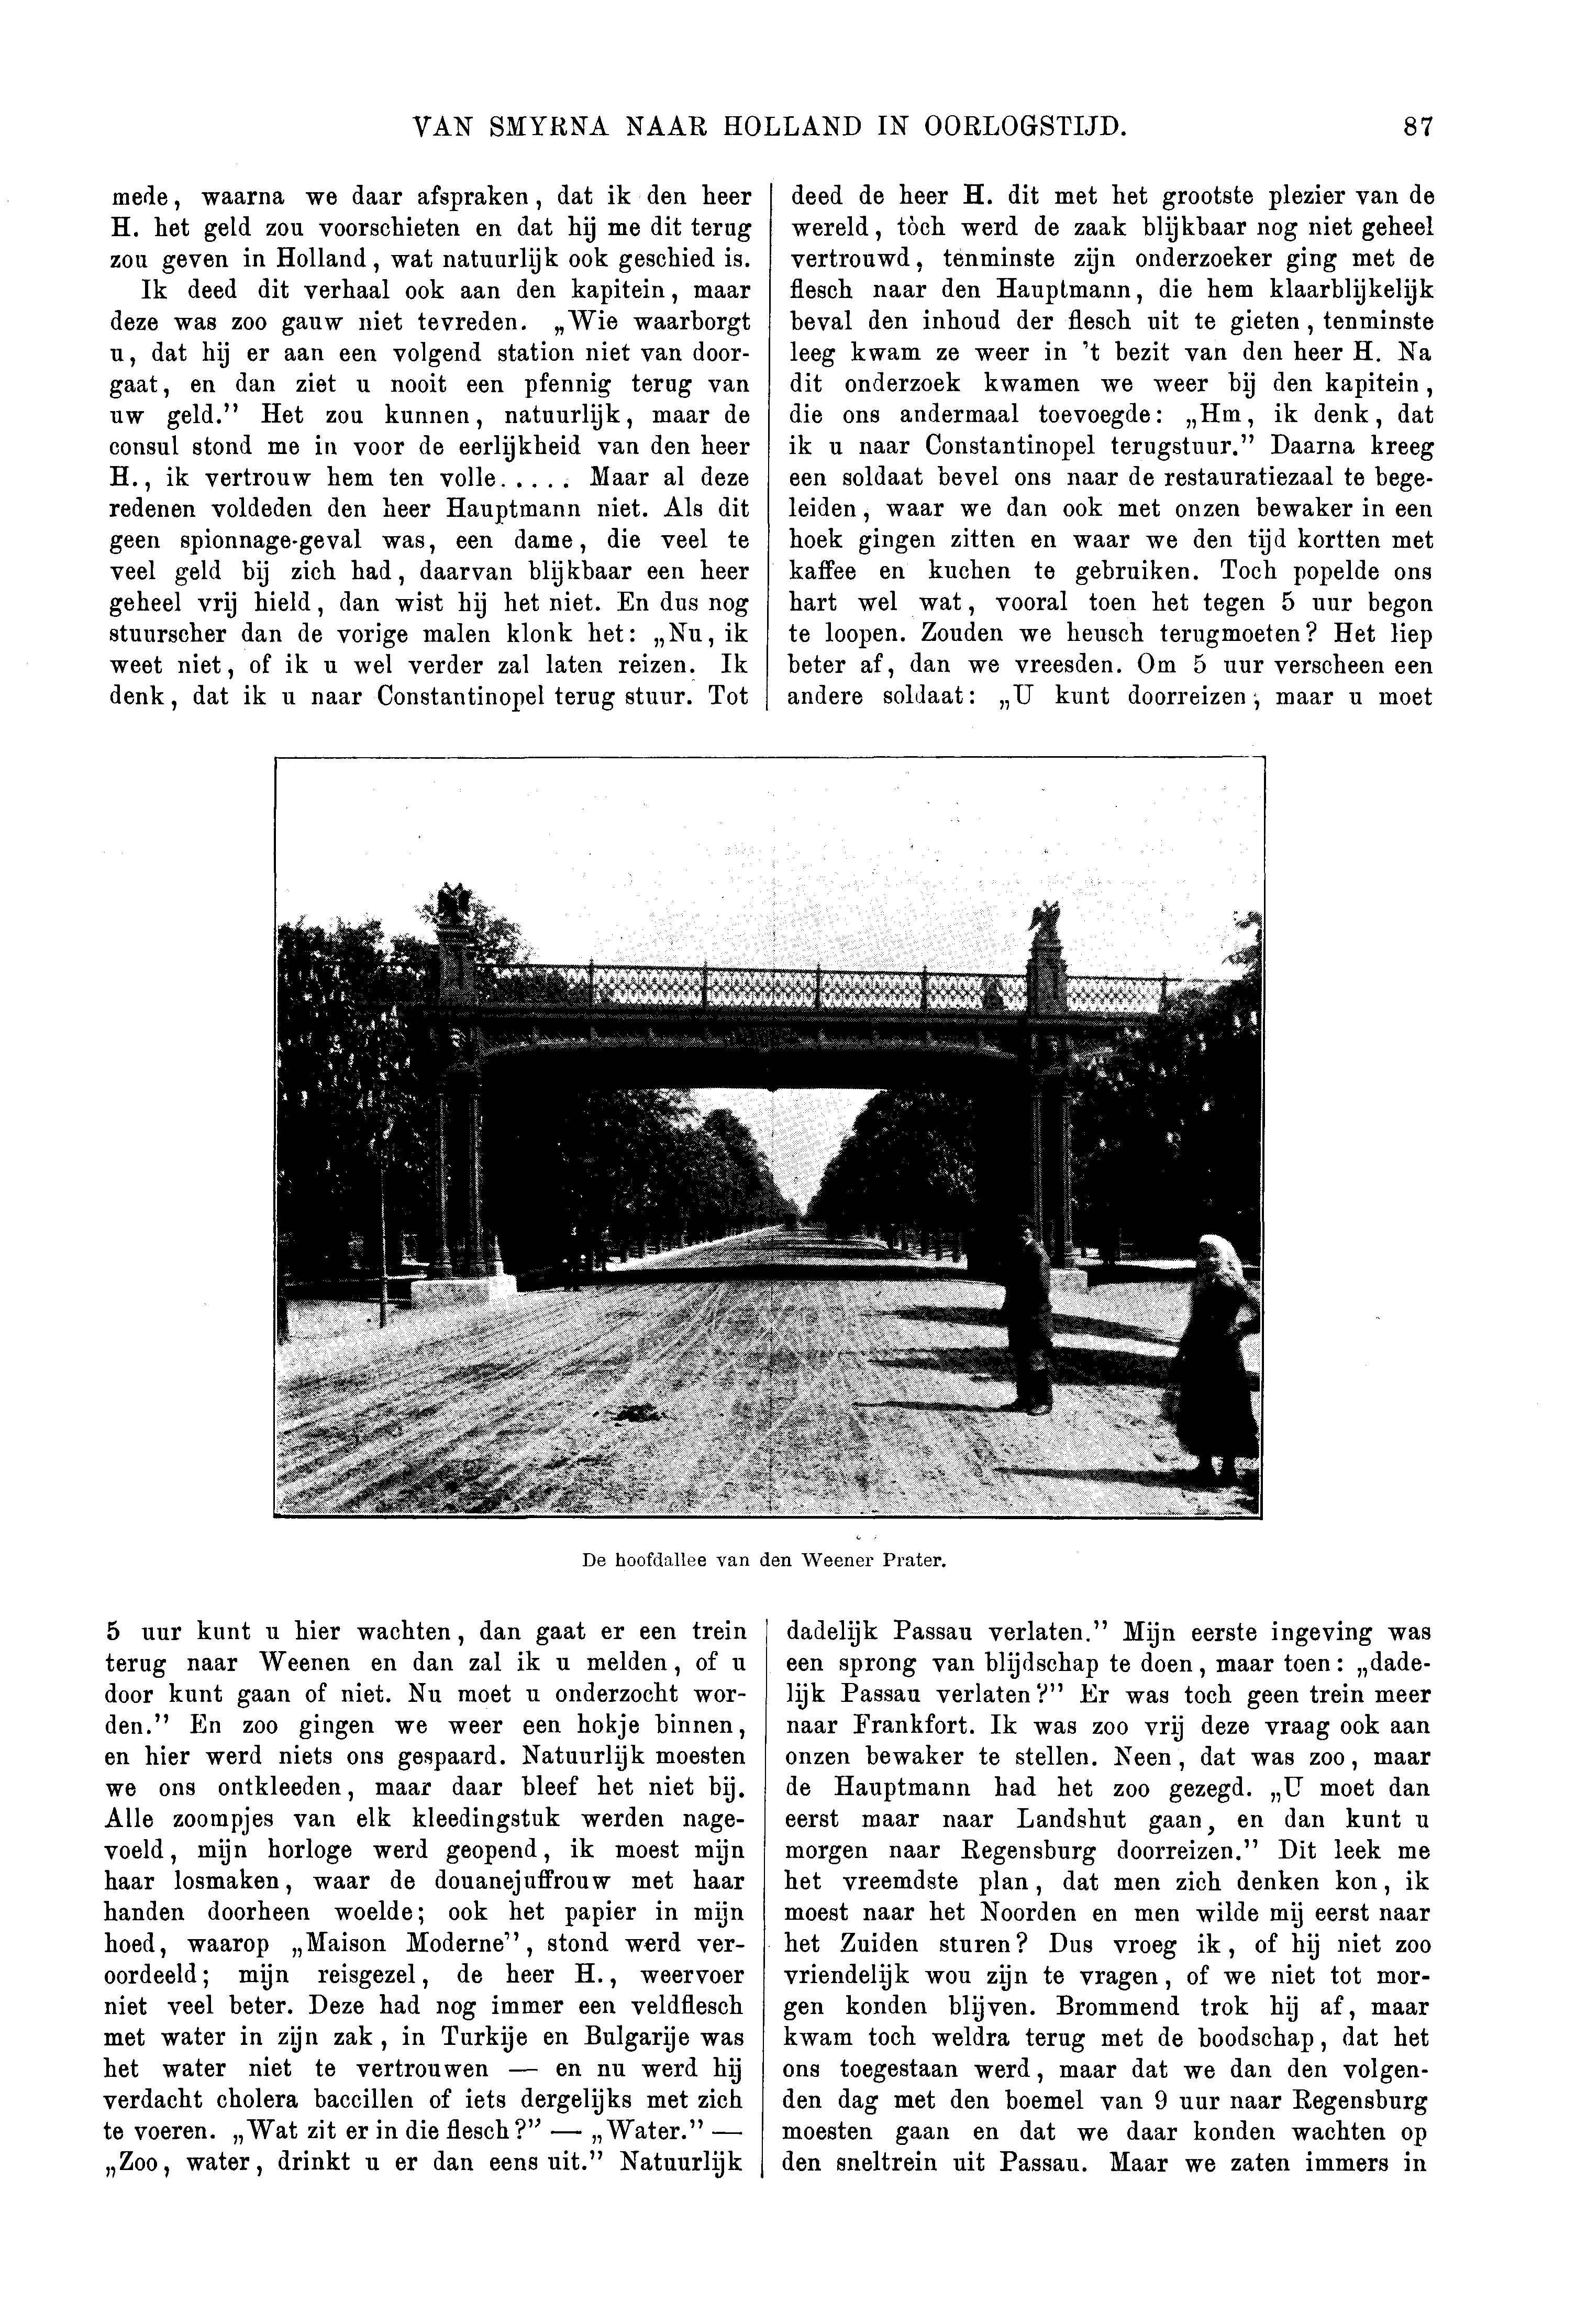 VAN SMYRNA NAAR HOLLAND IN OORLOGSTIJD. 87
mede, waarna we daar afspraken, dat ik den heer
H. het geld zou voorschieten en dat hij me dit terug
zou geven in Holland, wat natuurlijk ook geschied is.
Ik deed dit verhaal ook aan den kapitein, maar
deze was zoo gauw niet tevreden. „Wie waarborgt
u, dat hij er aan een volgend station niet van door-
gaat, en dan ziet u nooit een pfennig terug van
uw geld.” Het zou kunnen, natuurlijk, maar de
consul stond me in voor de eerlijkheid van den heer
H., ik vertrouw hem ten volle..... Maar al deze
redenen voldeden den heer Hauptmann niet. Als dit
geen spionnage-geval was, een dame, die veel te
veel geld bij zich had, daarvan blijkbaar een heer
geheel vrij hield, dan wist hij het niet. En dus nog
stuurscher dan de vorige malen klonk het: „Nu, ik
weet niet, of ik u wel verder zal laten reizen. Ik
denk, dat ik u naar Constantinopel terug stuur. Tot
5 uur kunt u hier wachten, dan gaat er een trein
terug naar Weenen en dan zal ik u melden, of u
door kunt gaan of niet. Nu moet u onderzocht wor-
den.” En zoo gingen we weer een hokje binnen,
en hier werd niets ons gespaard. Natuurlijk moesten
we ons ontkleeden, maar daar bleef het niet bij.
Alle zoompjes van elk kleedingstuk werden nage-
voeld, mijn horloge werd geopend, ik moest mijn
haar losmaken, waar de douanejuffrouw met haar
handen doorheen woelde; ook het papier in mijn
hoed, waarop „Maison Moderne”, stond werd ver-
oordeeld; mijn reisgezel, de heer H., weervoer
niet veel beter. Deze had nog immer een veldflesch
met water in zijn zak, in Turkije en Bulgarije was
het water niet te vertrouwen — en nu werd hij
verdacht cholera baccillen of iets dergelijks met zich
te voeren. „Wat zit er in die flesch?” — „Water.” —
„Zoo, water, drinkt u er dan eens uit.” Natuurlijk
deed de heer H. dit met het grootste plezier van de
wereld, tòch werd de zaak blijkbaar nog niet geheel
vertrouwd, tenminste zijn onderzoeker ging met de
flesch naar den Hauptmann, die hem klaarblijkelijk
beval den inhoud der flesch uit te gieten, tenminste
leeg kwam ze weer in ’t bezit van den heer H. Na
dit onderzoek kwamen we weer bij den kapitein,
die ons andermaal toevoegde: „Hm, ik denk, dat
ik u naar Constantinopel terugstuur.” Daarna kreeg
een soldaat bevel ons naar de restauratiezaal te bege-
leiden, waar we dan ook met onzen bewaker in een
hoek gingen zitten en waar we den tijd kortten met
kaffee en kuchen te gebruiken. Toch popelde ons
hart wel wat, vooral toen het tegen 5 uur begon
te loopen. Zouden we heusch terugmoeten? Het liep
beter af, dan we vreesden. Om 5 uur verscheen een
andere soldaat: „U kunt doorreizen, maar u moet
dadelijk Passau verlaten.” Mijn eerste ingeving was
een sprong van blijdschap te doen, maar toen: „dade-
lijk Passau verlaten?” Er was toch geen trein meer
naar Frankfort. Ik was zoo vrij deze vraag ook aan
onzen bewaker te stellen. Neen, dat was zoo, maar
de Hauptmann had het zoo gezegd. „U moet dan
eerst maar naar Landshut gaan, en dan kunt u
morgen naar Regensburg doorreizen.” Dit leek me
het vreemdste plan, dat men zich denken kon, ik
moest naar het Noorden en men wilde mij eerst naar
het Zuiden sturen? Dus vroeg ik, of hij niet zoo
vriendelijk wou zijn te vragen, of we niet tot mor-
gen konden blijven. Brommend trok hij af, maar
kwam toch weldra terug met de boodschap, dat het
ons toegestaan werd, maar dat we dan den volgen-
den dag met den boemel van 9 uur naar Regensburg
moesten gaan en dat we daar konden wachten op
den sneltrein uit Passau. Maar we zaten immers in
De hoofdallee van den Weener Prater.